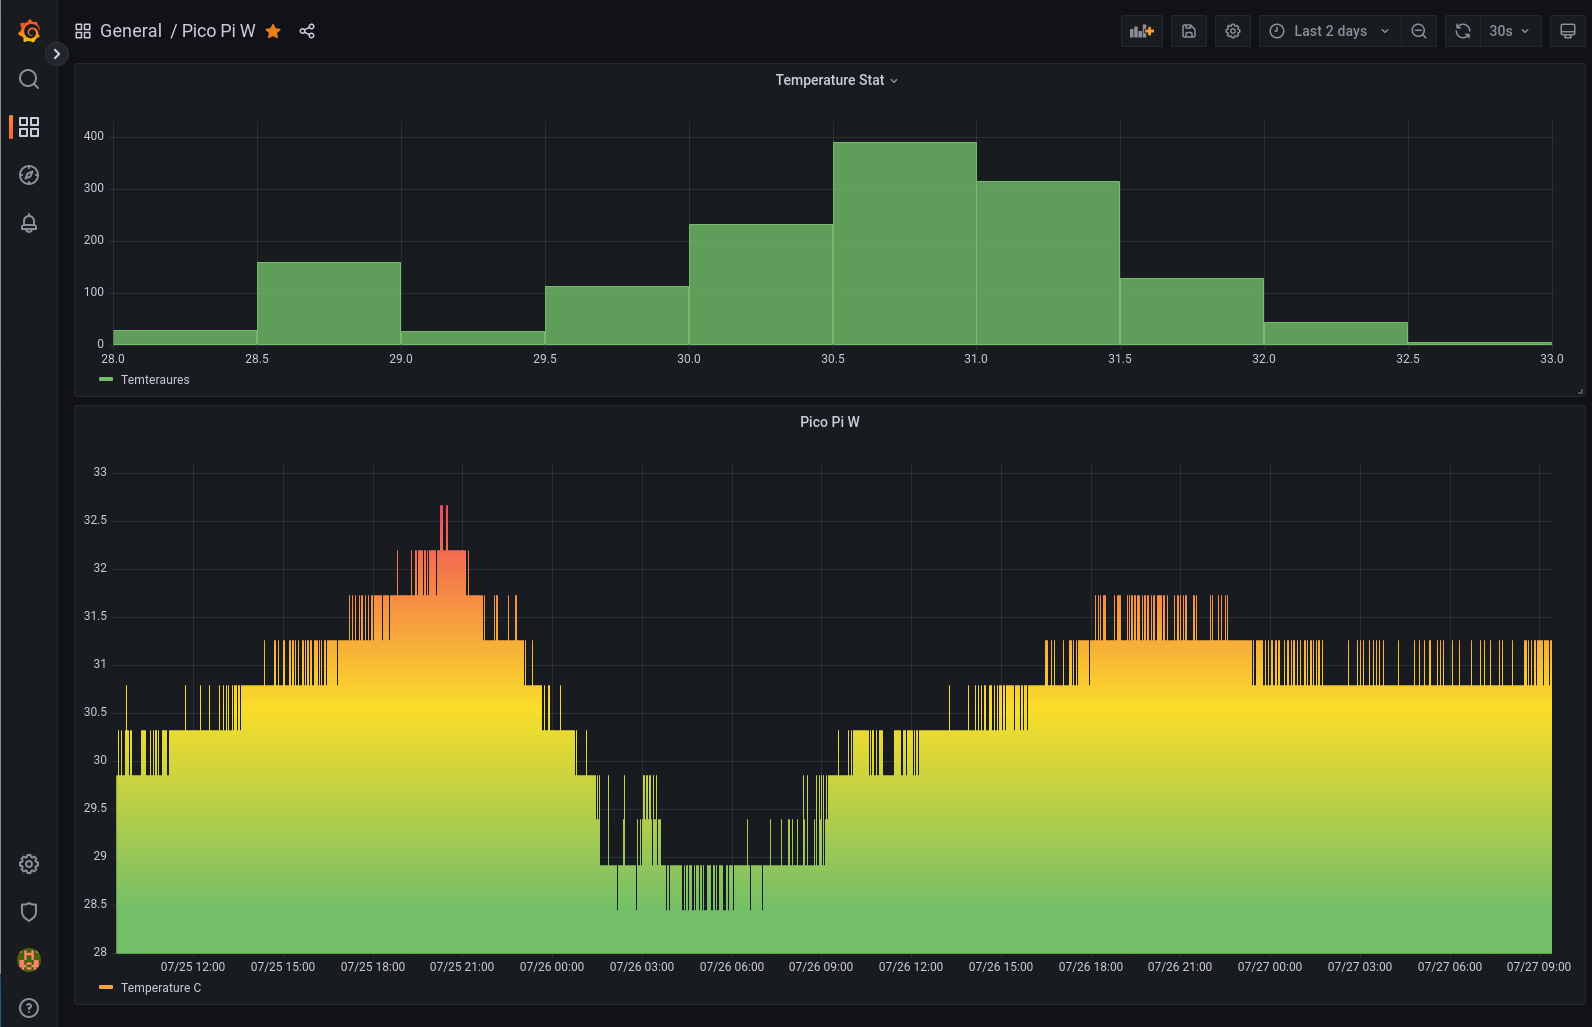 General / Pico Pi W
Last 2 days
30s
Temperature Stat
400
300
200
100
0
28.0 28.5 29.0 29.5 30.0 30.5 31.0 31.5 32.0 32.5 33.0
Temteraures
Pico Pi W
33
32.5
32
31.5
31
30.5
30
29.5
29
28.5
28
07/25 12:00 07/25 15:00 07/25 18:00 07/25 21:00 07/26 00:00 07/26 03:00 07/26 06:00 07/26 09:00 07/26 12:00 07/26 15:00 07/26 18:00 07/26 21:00 07/27 00:00 07/27 03:00 07/27 06:00 07/27 09:00
Temperature C